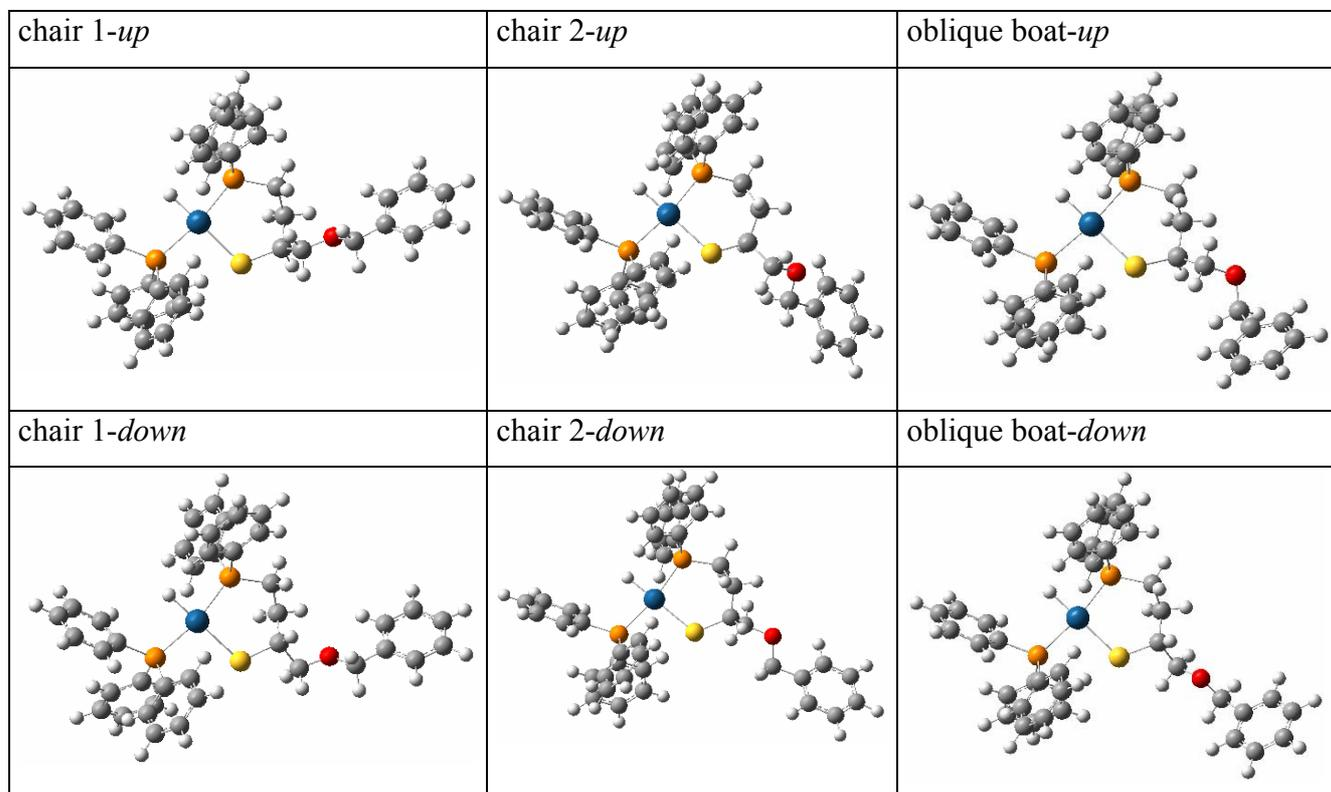 chair 1-up
chair 2-up
oblique boat-up
chair 1-down
chair 2-down
oblique boat-down